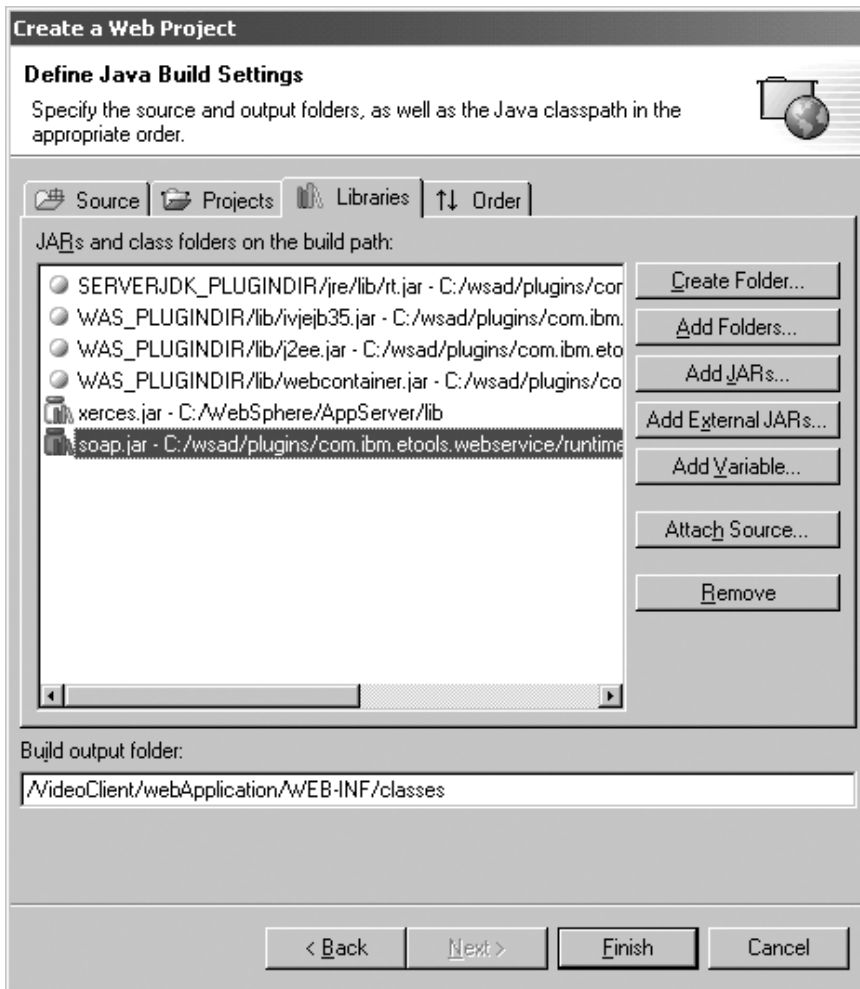 Create a Web Project
Define Java Build Settings
Specify the source and output folders, as well as the Java classpath in the
appropriate order.
Source Projects Libraries Order
JARs and class folders on the build path:
SERVERJDK_PLUGINDIR/jre/lib/rt.jar - C:/wsad/plugins/cor
WAS_PLUGINDIR/lib/ivjejb35.jar - C:/wsad/plugins/com.ibm.
WAS_PLUGINDIR/lib/j2ee.jar - C:/wsad/plugins/com.ibm.eto
WAS_PLUGINDIR/lib/webcontainer.jar - C:/wsad/plugins/co
xerces.jar - C:/WebSphere/AppServer/lib
soap.jar - C:/wsad/plugins/com.ibm.etools.webservice/runtime
Create Folder...
Add Folders...
Add JARs...
Add External JARs...
Add Variable...
Attach Source...
Remove
Build output folder:
/VideoClient/webApplication/WEB-INF/classes
< Back Next > Finish Cancel